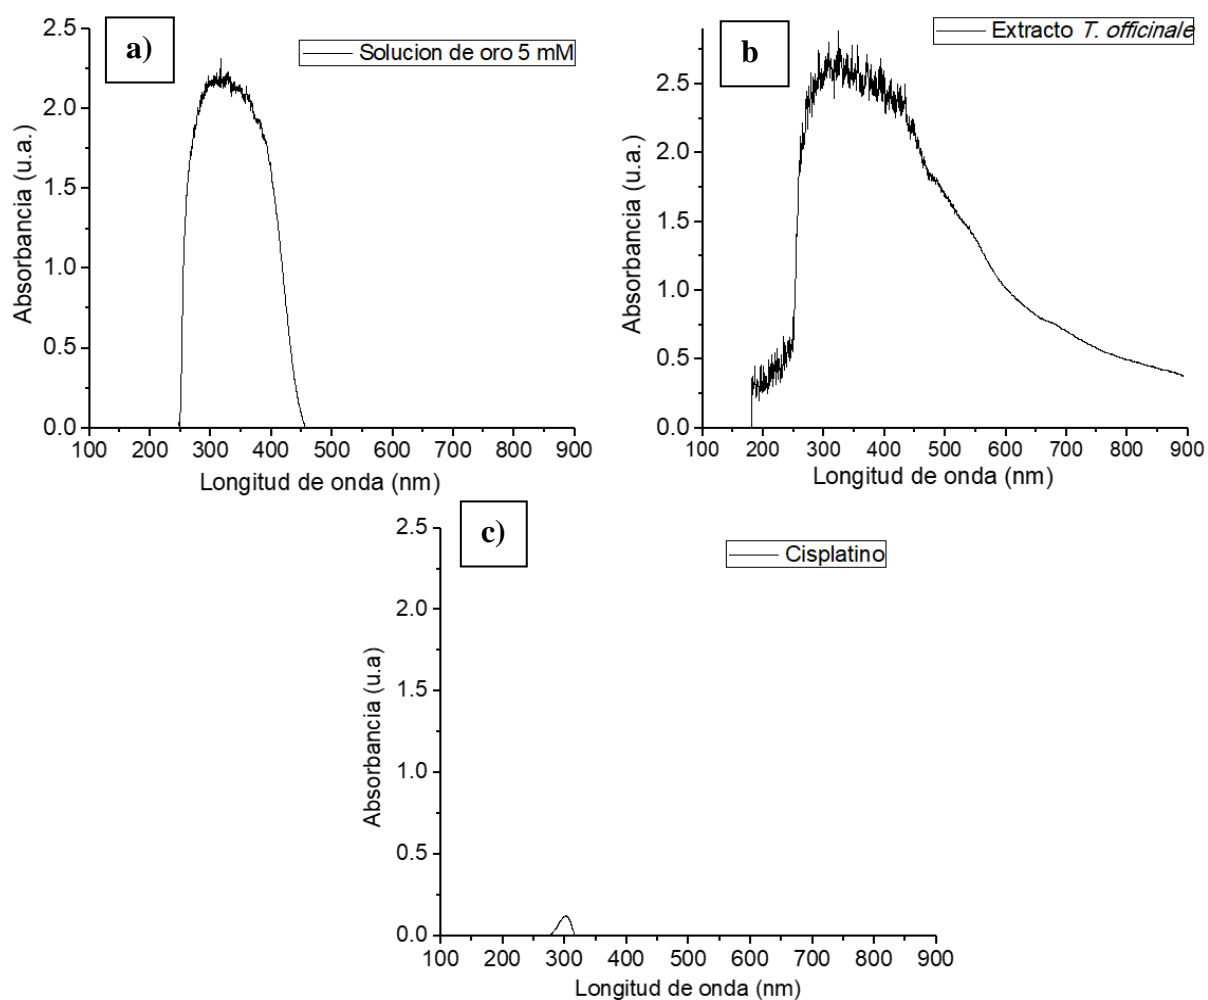 a)
Solucion de oro 5 mM
2.5
2.0
1.5
1.0
0.5
0.0
Absorbancia (u.a.)
100 200 300 400 500 600 700 800 900
Longitud de onda (nm)
b
Extracto T. officinale
2.5
2.0
1.5
1.0
0.5
0.0
Absorbancia (u.a.)
100 200 300 400 500 600 700 800 900
Longitud de onda (nm)
c)
Cisplatino
2.5
2.0
1.5
1.0
0.5
0.0
Absorbancia (u.a)
100 200 300 400 500 600 700 800 900
Longitud de onda (nm)